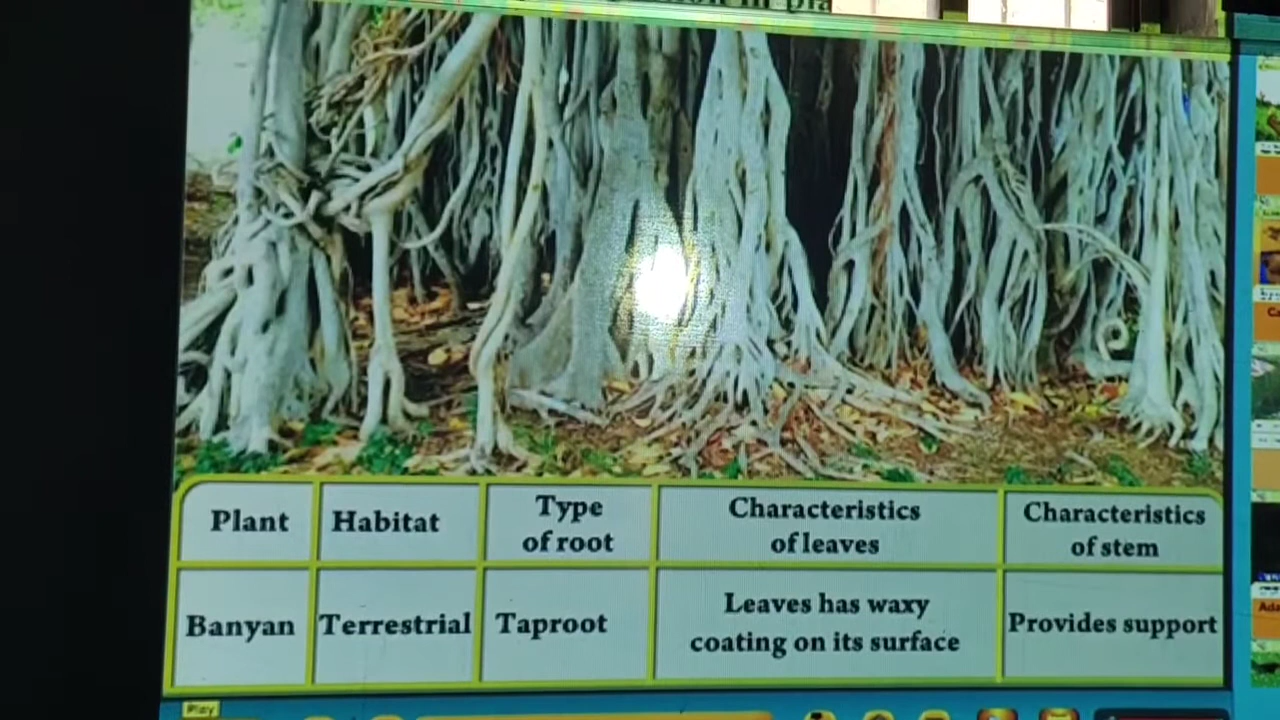 Plant
Habitat
Type
of root
Characteristics
of leaves
Characteristics
of stem
Banyan
Terrestrial
Taproot
Leaves has waxy
coating on its surface
Provides support
Play